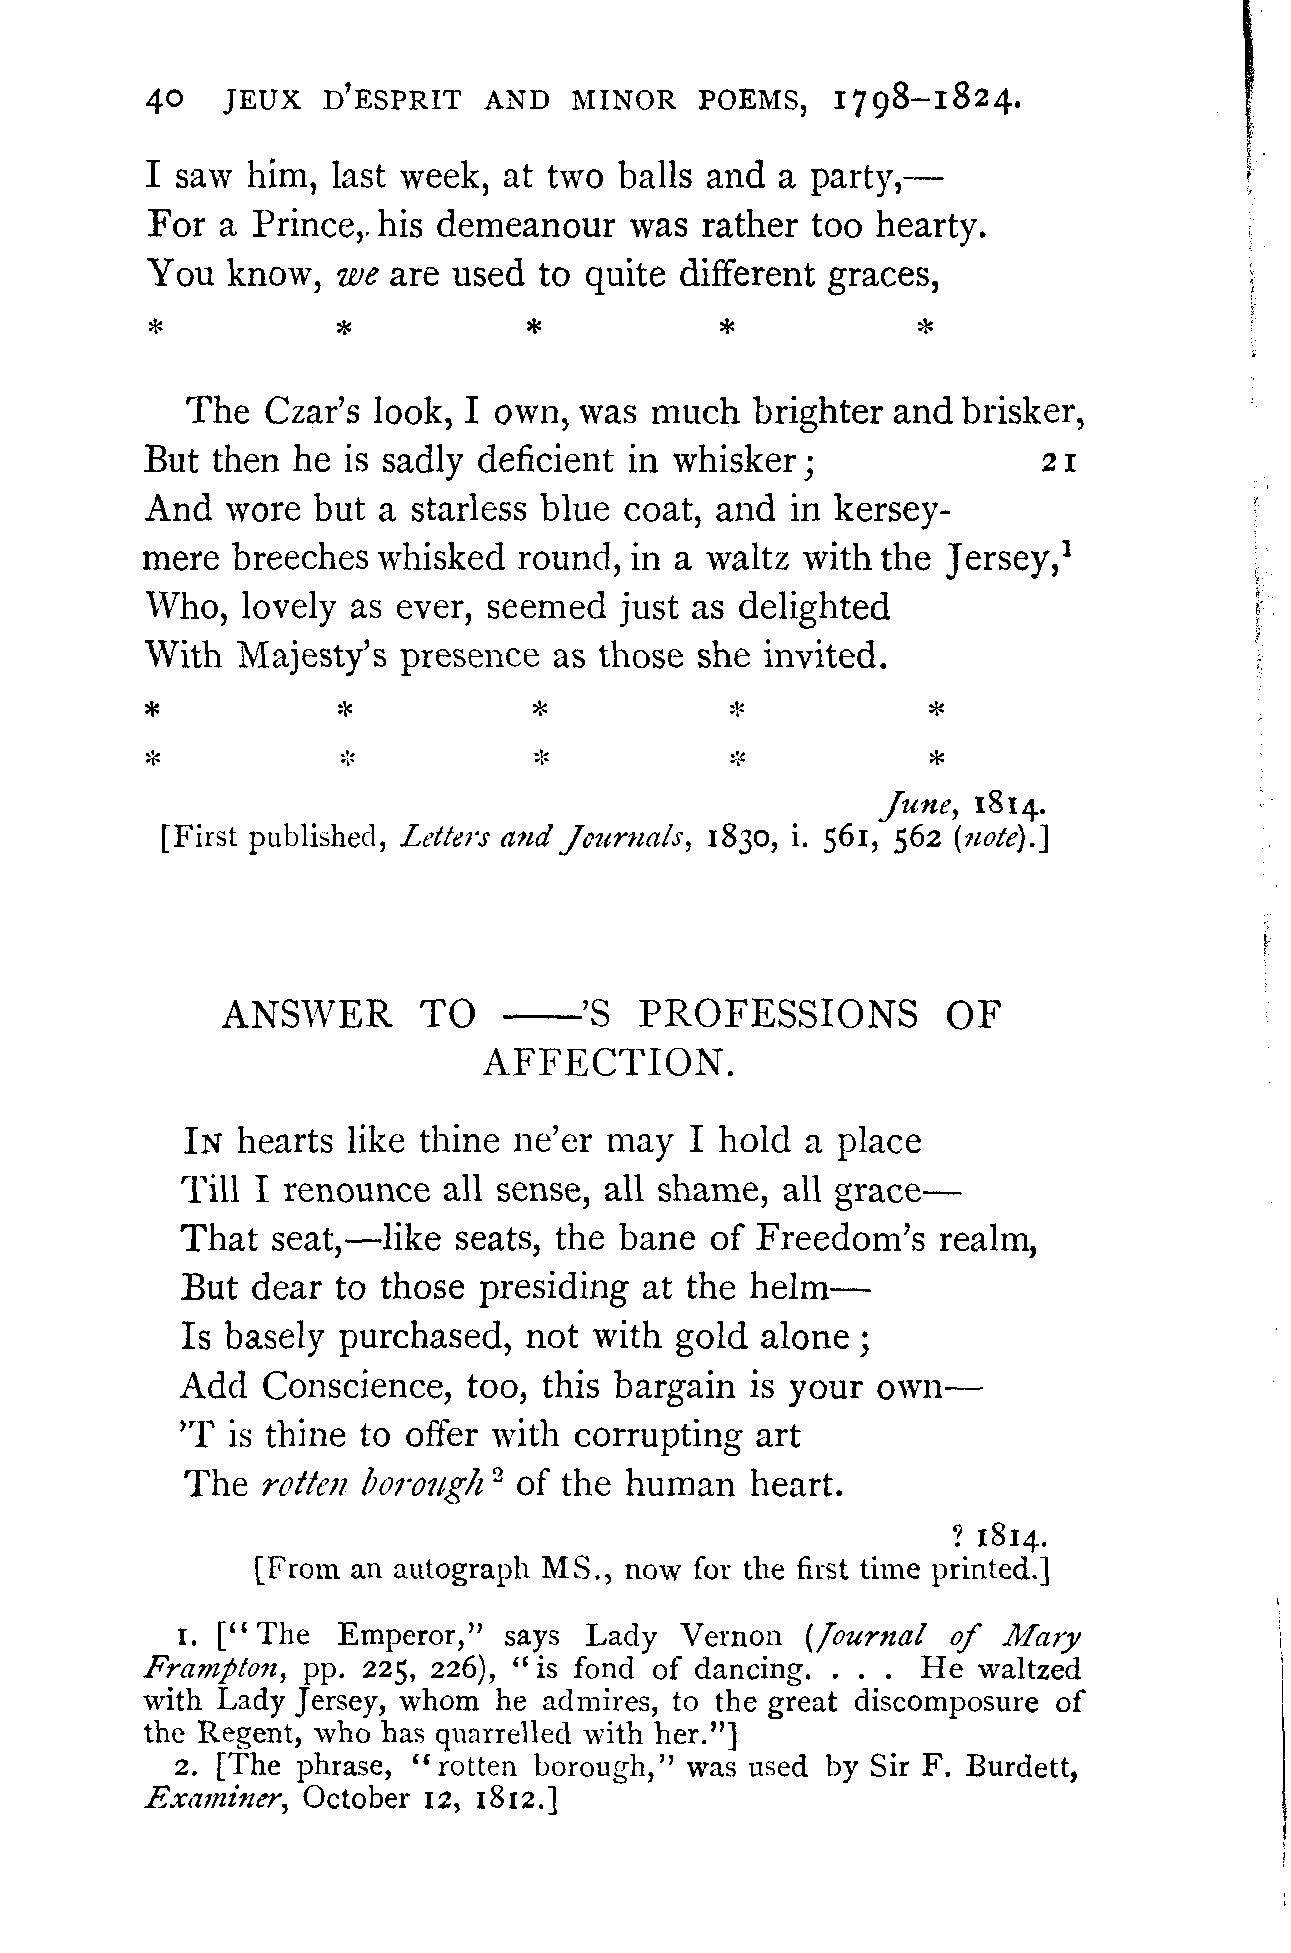 40 JEUX D'ESPRIT AND MINOR POEMS, 1798–1824.
I saw him, last week, at two balls and a party,—
For a Prince, his demeanour was rather too hearty.
You know, we are used to quite different graces,
* * * * *
The Czar's look, I own, was much brighter and brisker,
But then he is sadly deficient in whisker; 21
And wore but a starless blue coat, and in kersey-
mere breeches whisked round, in a waltz with the Jersey,¹
Who, lovely as ever, seemed just as delighted
With Majesty's presence as those she invited.
* * * * *
* * * * *
June, 1814.
[First published, Letters and Journals, 1830, i. 561, 562 (note).]
ANSWER TO ——'S PROFESSIONS OF
AFFECTION.
IN hearts like thine ne'er may I hold a place
Till I renounce all sense, all shame, all grace—
That seat,—like seats, the bane of Freedom's realm,
But dear to those presiding at the helm—
Is basely purchased, not with gold alone;
Add Conscience, too, this bargain is your own—
'T is thine to offer with corrupting art
The rotten borough² of the human heart.
? 1814.
[From an autograph MS., now for the first time printed.]
1. ["The Emperor," says Lady Vernon (Journal of Mary
Frampton, pp. 225, 226), "is fond of dancing. . . . He waltzed
with Lady Jersey, whom he admires, to the great discomposure of
the Regent, who has quarrelled with her."]
2. [The phrase, "rotten borough," was used by Sir F. Burdett,
Examiner, October 12, 1812.]